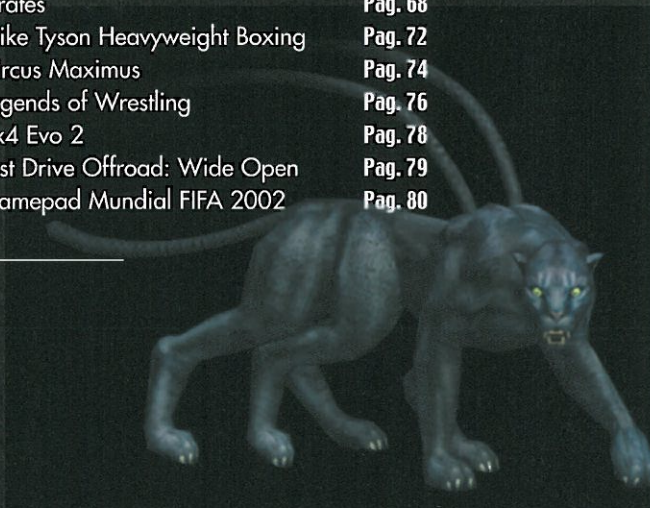 rates Pag. 68
ike Tyson Heavyweight Boxing Pag. 72
rcus Maximus Pag. 74
gends of Wrestling Pag. 76
x4 Evo 2 Pag. 78
st Drive Offroad: Wide Open Pag. 79
amepad Mundial FIFA 2002 Pag. 80